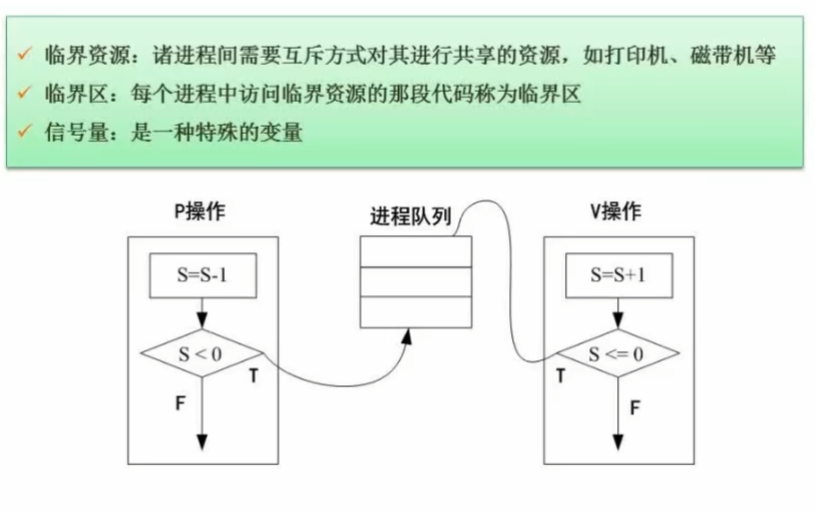 ✓ 临界资源：诸进程间需要互斥方式对其进行共享的资源，如打印机、磁带机等
✓ 临界区：每个进程中访问临界资源的那段代码称为临界区
✓ 信号量：是一种特殊的变量
P操作
进程队列
V操作
S=S-1
S=S+1
S < 0
S <= 0
T
T
F
F